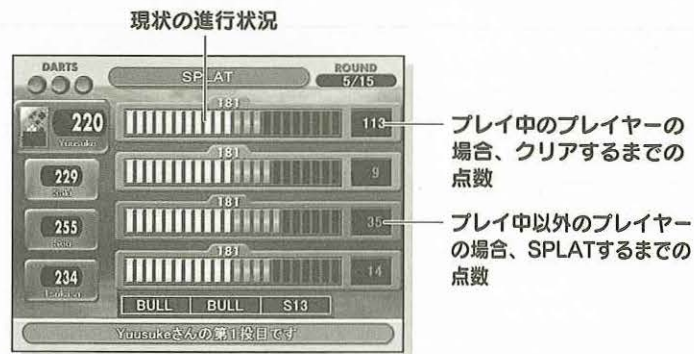 現状の進行状況
DARTS
SPLAT
ROUND
5/15
220
Yuusuke
181
113
229
181
9
255
181
35
234
181
14
BULL BULL S13
Yuusukeさんの第1投目です
プレイ中のプレイヤーの
場合、クリアするまでの
点数
プレイ中以外のプレイヤー
の場合、SPLATするまでの
点数